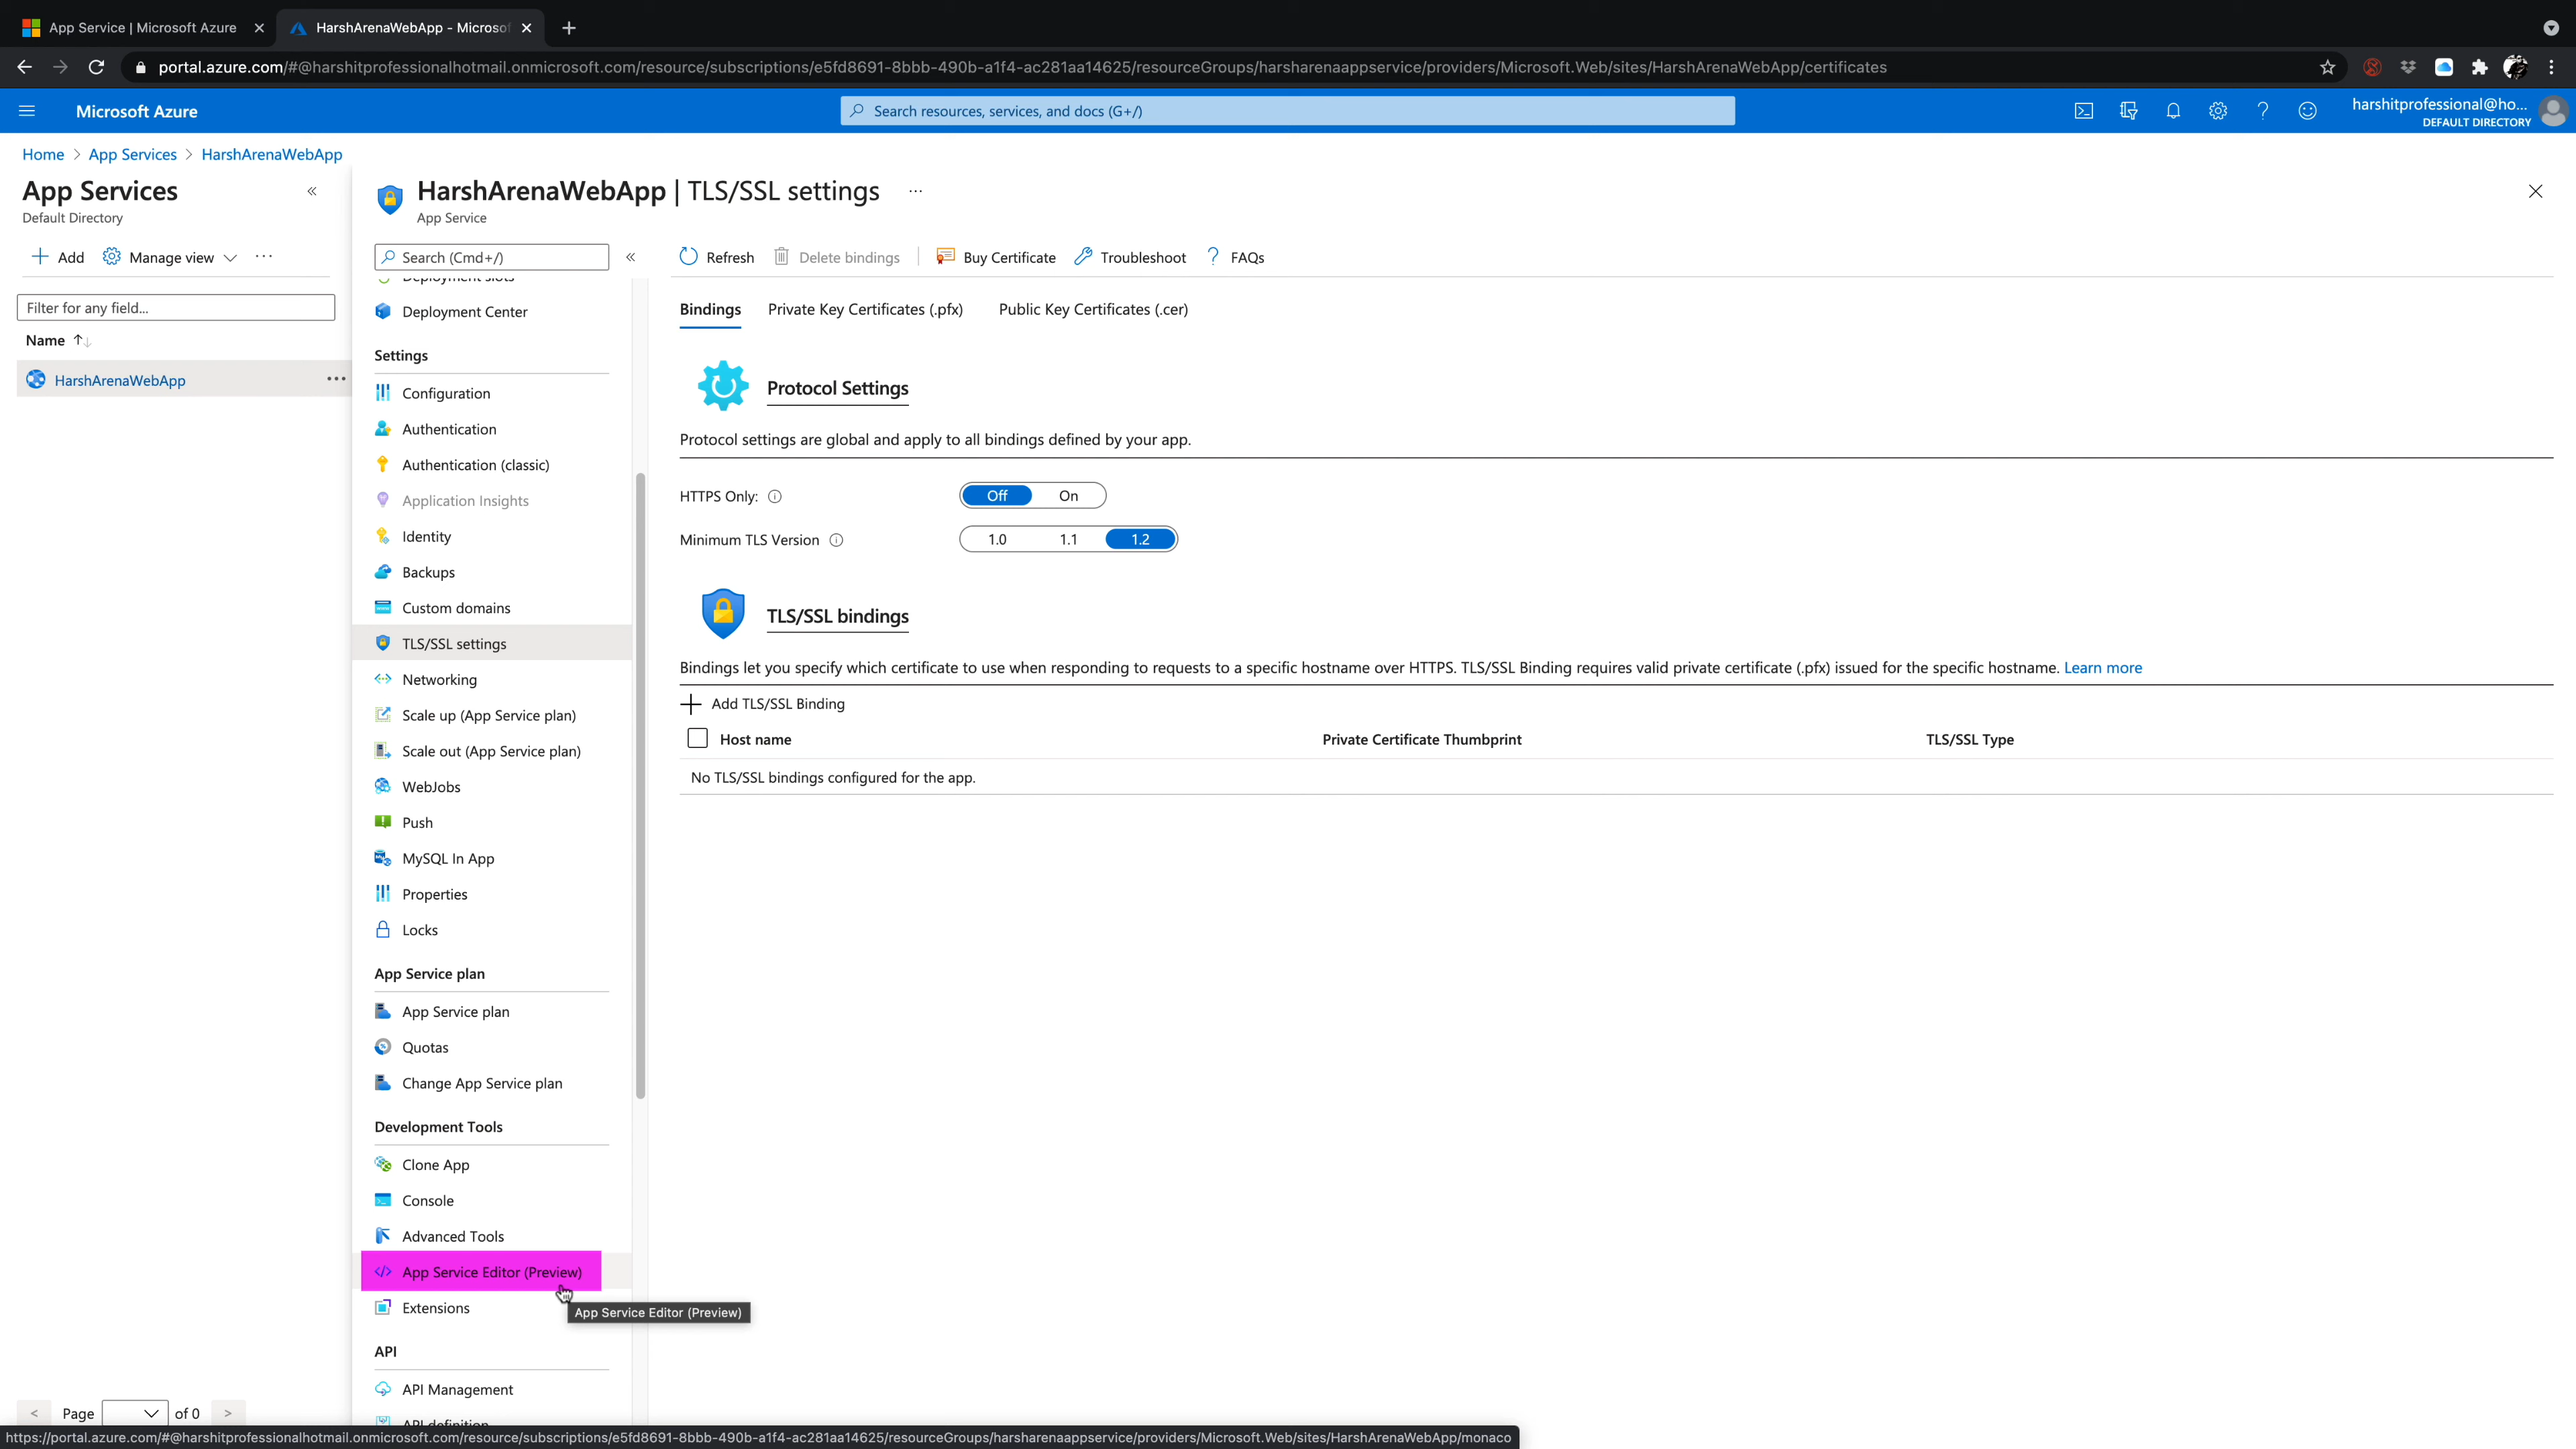 App Service | Microsoft Azure
HarshArenaWebApp - Microsof
portal.azure.com/#@harshitprofessionalhotmail.onmicrosoft.com/resource/subscriptions/e5fd8691-8bbb-490b-a1f4-ac281aa14625/resourceGroups/harsharenaappservice/providers/Microsoft.Web/sites/HarshArenaWebApp/certificates
Microsoft Azure
Search resources, services, and docs (G+/)
harshitprofessional@ho...
DEFAULT DIRECTORY
Home > App Services > HarshArenaWebApp
App Services
Default Directory
Add
Manage view
Filter for any field...
Name
HarshArenaWebApp
Page
of 0
HarshArenaWebApp | TLS/SSL settings
App Service
Search (Cmd+/)
Deployment slots
Deployment Center
Settings
Configuration
Authentication
Authentication (classic)
Application Insights
Identity
Backups
Custom domains
TLS/SSL settings
Networking
Scale up (App Service plan)
Scale out (App Service plan)
WebJobs
Push
MySQL In App
Properties
Locks
App Service plan
App Service plan
Quotas
Change App Service plan
Development Tools
Clone App
Console
Advanced Tools
App Service Editor (Preview)
App Service Editor (Preview)
Extensions
API
API Management
API definition
Refresh
Delete bindings
Buy Certificate
Troubleshoot
FAQs
Bindings
Private Key Certificates (.pfx)
Public Key Certificates (.cer)
Protocol Settings
Protocol settings are global and apply to all bindings defined by your app.
HTTPS Only:
Off
On
Minimum TLS Version
1.0
1.1
1.2
TLS/SSL bindings
Bindings let you specify which certificate to use when responding to requests to a specific hostname over HTTPS. TLS/SSL Binding requires valid private certificate (.pfx) issued for the specific hostname. Learn more
Add TLS/SSL Binding
Host name
Private Certificate Thumbprint
TLS/SSL Type
No TLS/SSL bindings configured for the app.
https://portal.azure.com/#@harshitprofessionalhotmail.onmicrosoft.com/resource/subscriptions/e5fd8691-8bbb-490b-a1f4-ac281aa14625/resourceGroups/harsharenaappservice/providers/Microsoft.Web/sites/HarshArenaWebApp/monaco